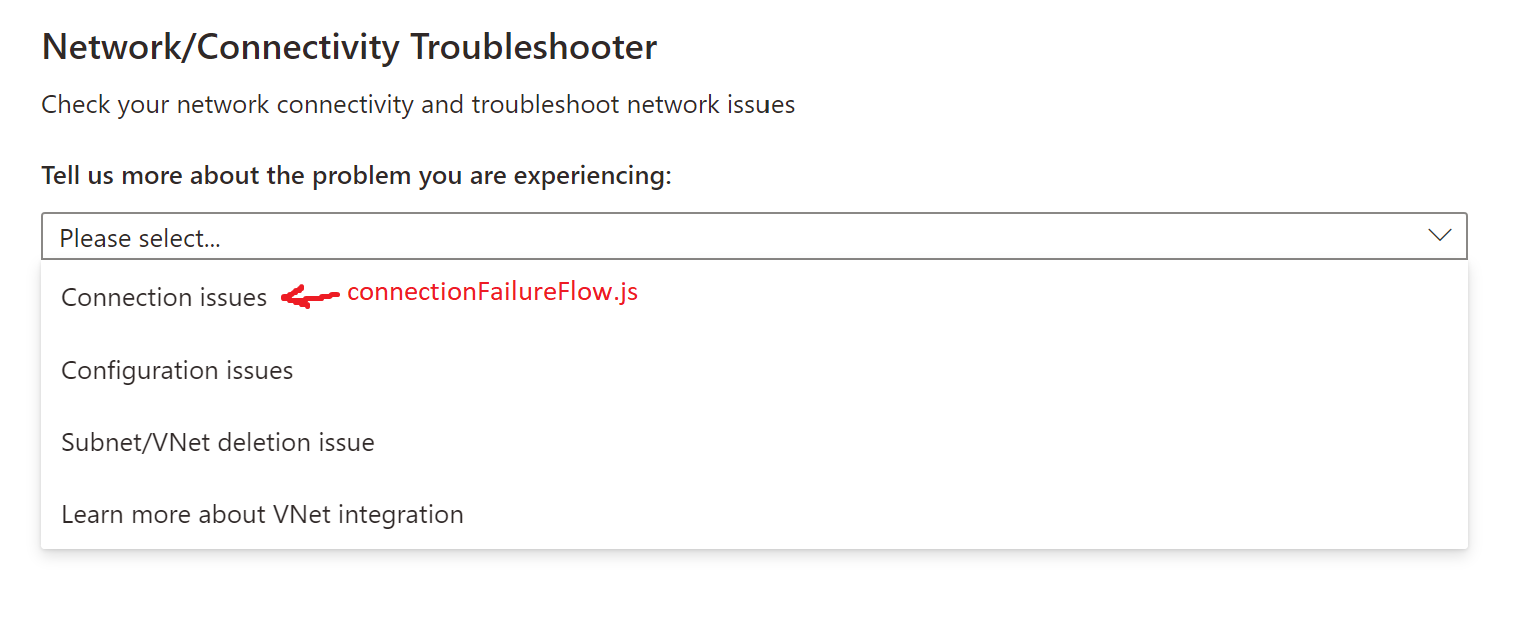 Network/Connectivity Troubleshooter
Check your network connectivity and troubleshoot network issues
Tell us more about the problem you are experiencing:
Please select...
Connection issues connectionFailureFlow.js
Configuration issues
Subnet/VNet deletion issue
Learn more about VNet integration